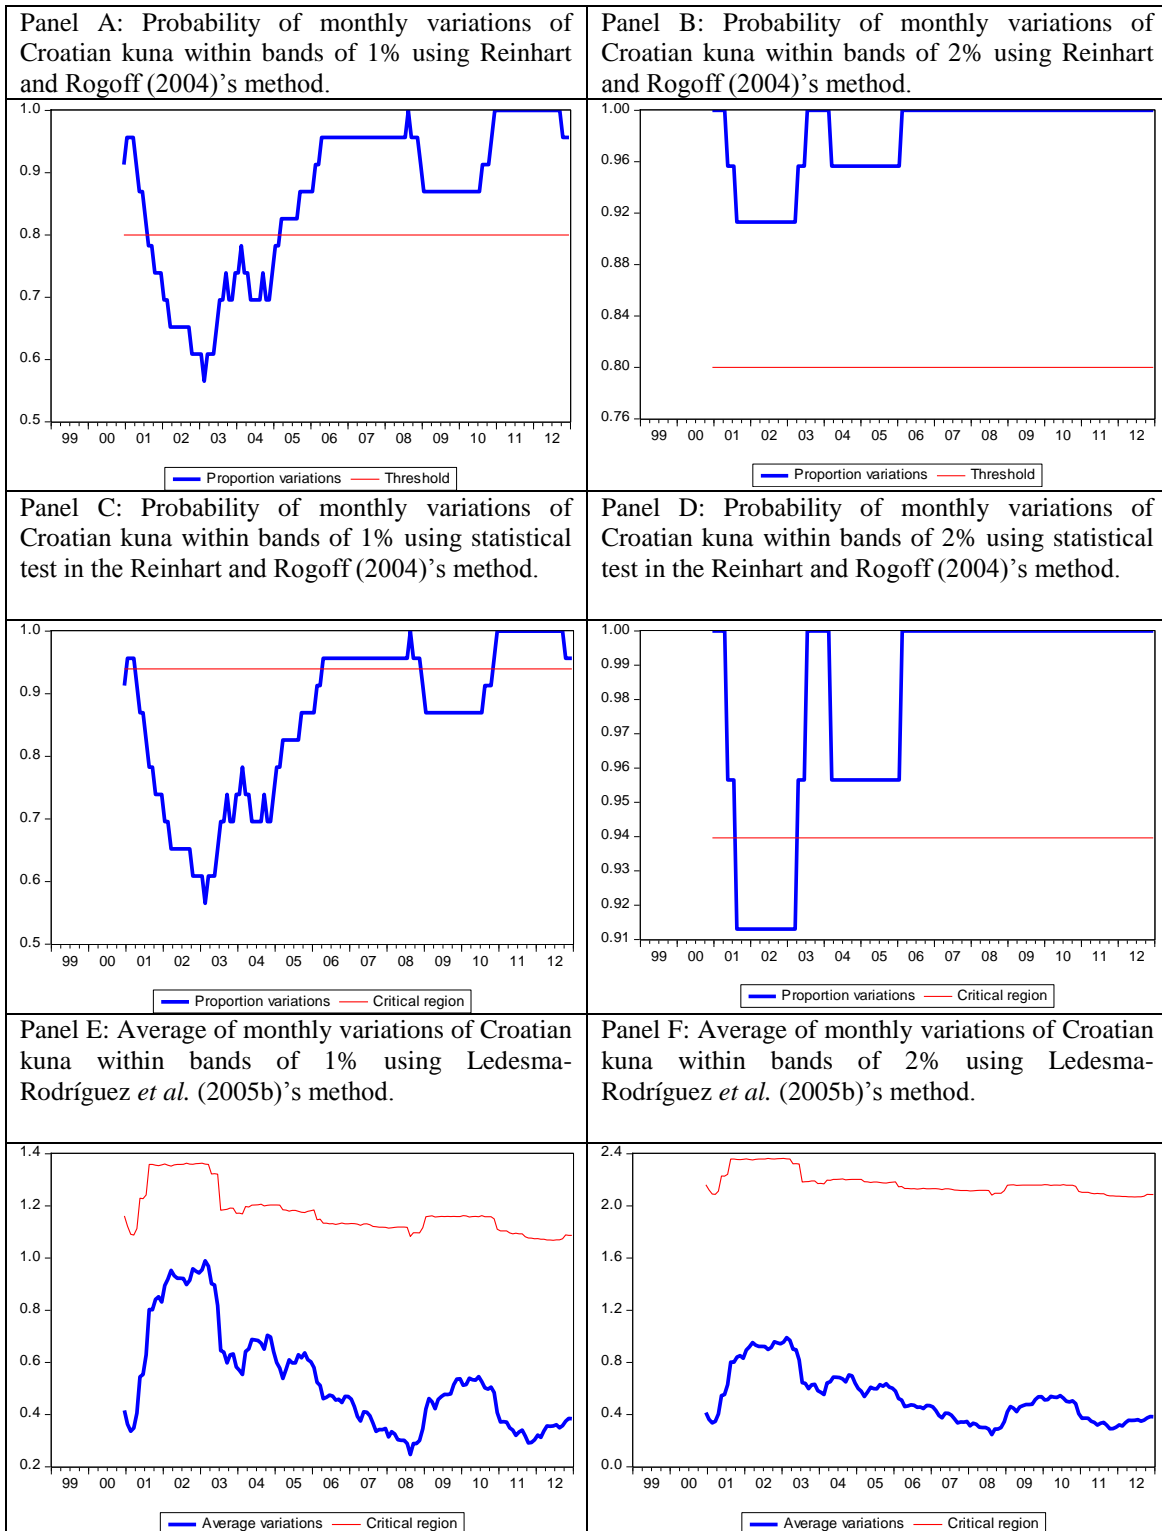 Panel A: Probability of monthly variations of
Croatian kuna within bands of 1% using Reinhart
and Rogoff (2004)'s method.
Panel B: Probability of monthly variations of
Croatian kuna within bands of 2% using Reinhart
and Rogoff (2004)'s method.
1.0
0.9
0.8
0.7
0.6
0.5
99 00 01 02 03 04 05 06 07 08 09 10 11 12
Proportion variations Threshold
1.00
0.96
0.92
0.88
0.84
0.80
0.76
99 00 01 02 03 04 05 06 07 08 09 10 11 12
Proportion variations Threshold
Panel C: Probability of monthly variations of
Croatian kuna within bands of 1% using statistical
test in the Reinhart and Rogoff (2004)'s method.
Panel D: Probability of monthly variations of
Croatian kuna within bands of 2% using statistical
test in the Reinhart and Rogoff (2004)'s method.
1.0
0.9
0.8
0.7
0.6
0.5
99 00 01 02 03 04 05 06 07 08 09 10 11 12
Proportion variations Critical region
1.00
0.99
0.98
0.97
0.96
0.95
0.94
0.93
0.92
0.91
99 00 01 02 03 04 05 06 07 08 09 10 11 12
Proportion variations Critical region
Panel E: Average of monthly variations of Croatian
kuna within bands of 1% using Ledesma-
Rodríguez et al. (2005b)'s method.
Panel F: Average of monthly variations of Croatian
kuna within bands of 2% using Ledesma-
Rodríguez et al. (2005b)'s method.
1.4
1.2
1.0
0.8
0.6
0.4
0.2
99 00 01 02 03 04 05 06 07 08 09 10 11 12
Average variations Critical region
2.4
2.0
1.6
1.2
0.8
0.4
0.0
99 00 01 02 03 04 05 06 07 08 09 10 11 12
Average variations Critical region